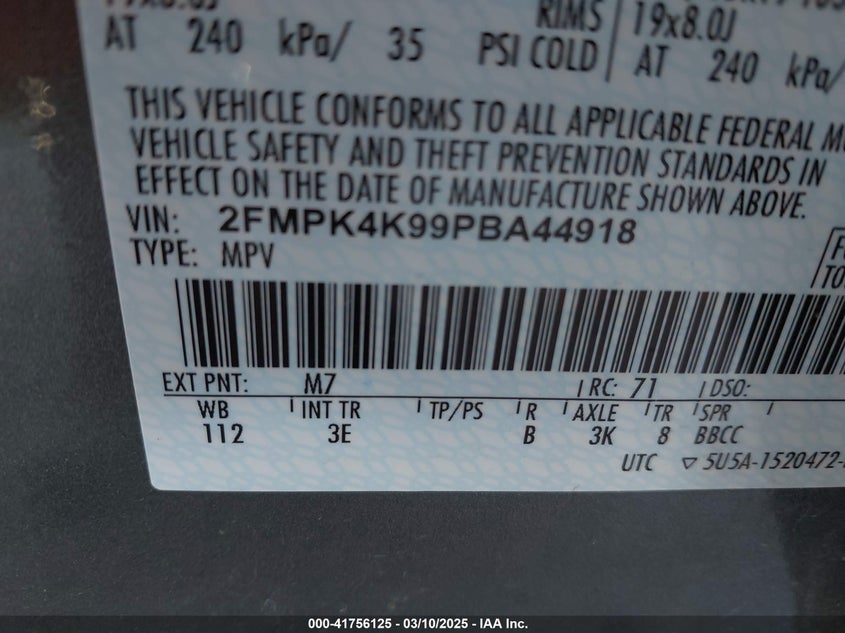 AT 240 kPa/ 35 PSI COLD
RIMS 19x8.0J
AT 240 kPa/
THIS VEHICLE CONFORMS TO ALL APPLICABLE FEDERAL
VEHICLE SAFETY AND THEFT PREVENTION STANDARDS IN
EFFECT ON THE DATE OF MANUFACTURE SHOWN ABOVE.
VIN: 2FMPK4K99PBA44918
TYPE: MPV
EXT PNT: M7 RC: 71 DSO:
WB INT TR TP/PS R AXLE TR SPR
112 3E B 3K 8 BBCC
UTC ▽ 5U5A-1520472-
000-41756125 — 03/10/2025 — IAA Inc.